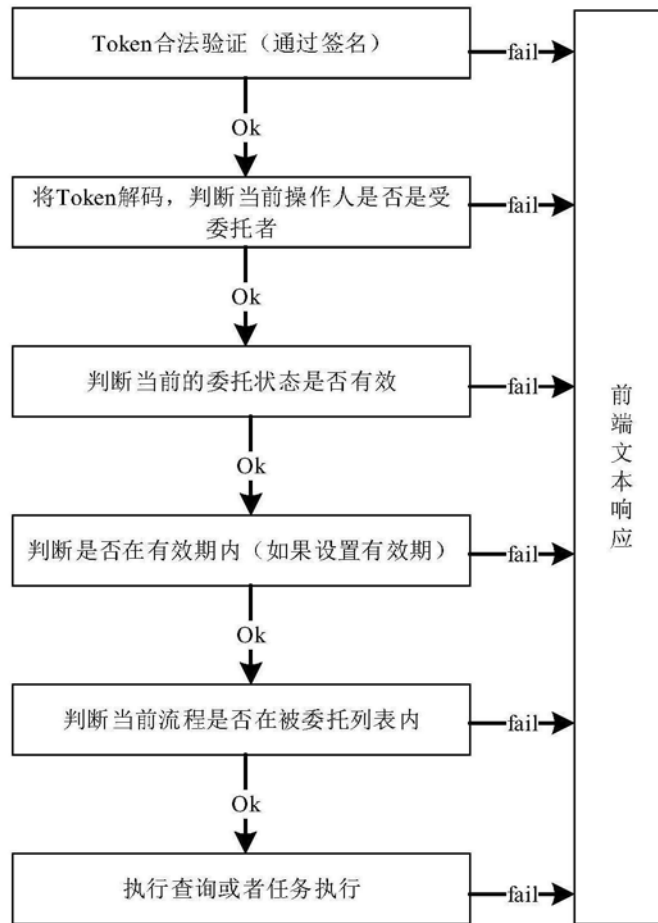 Token合法验证（通过签名）
fail
Ok
将Token解码，判断当前操作人是否是受
委托者
fail
Ok
判断当前的委托状态是否有效
fail
Ok
判断是否在有效期内（如果设置有效期）
fail
Ok
判断当前流程是否在被委托列表内
fail
Ok
执行查询或者任务执行
fail
前
端
文
本
响
应